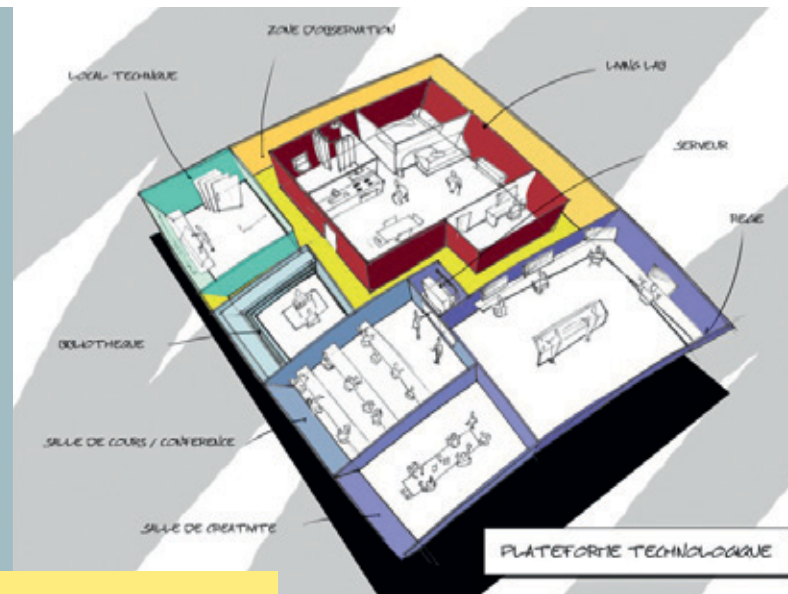 ZONE D'OBSERVATION
LOCAL TECHNIQUE
LIVING LAB
SERVEUR
REGIE
BIBLIOTHEQUE
SALLE DE COURS / CONFERENCE
SALLE DE CREATIVITE
PLATEFORME TECHNOLOGIQUE